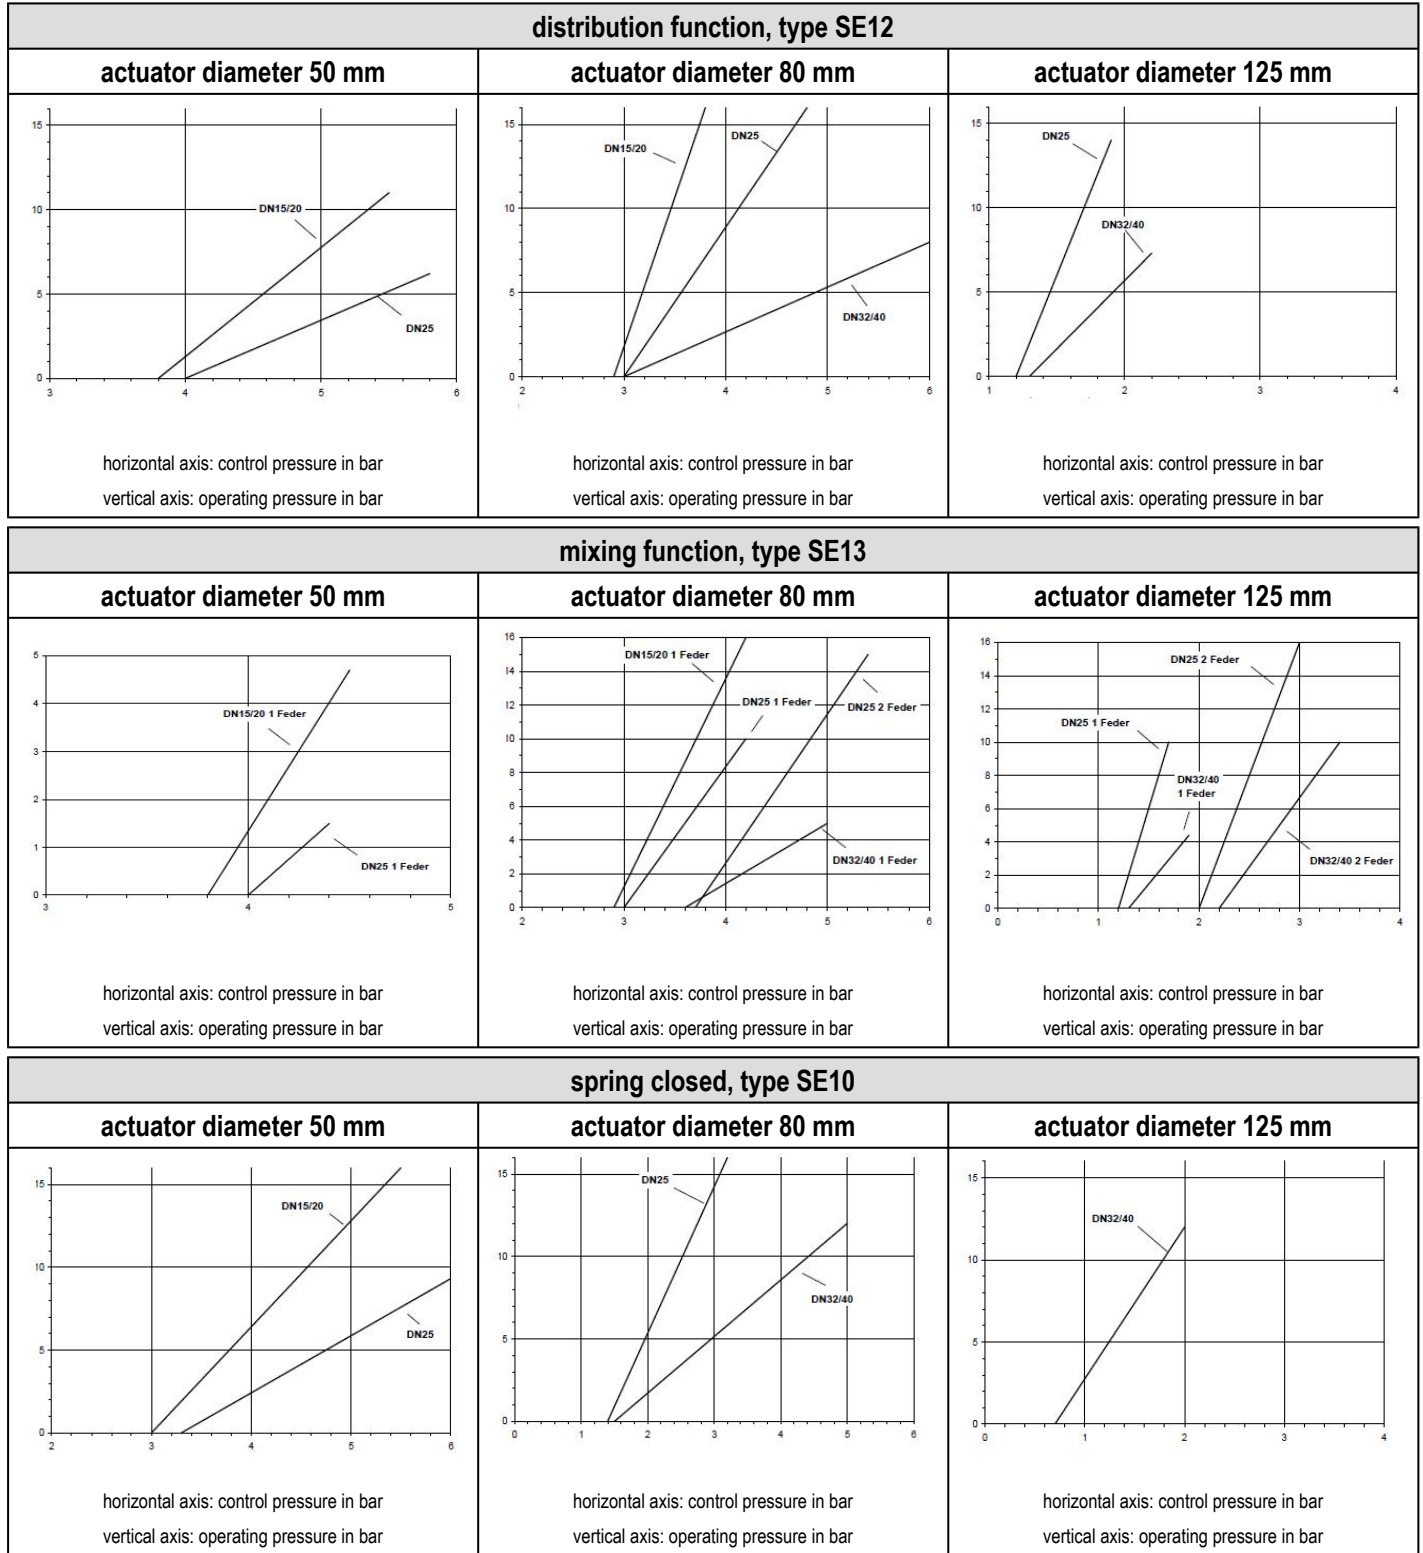 distribution function, type SE12
actuator diameter 50 mm
actuator diameter 80 mm
actuator diameter 125 mm
15
10
5
0
3
4
5
6
DN15/20
DN25
15
10
5
0
2
3
4
5
6
DN15/20
DN25
DN32/40
15
10
5
0
1
2
3
4
DN25
DN32/40
horizontal axis: control pressure in bar
vertical axis: operating pressure in bar
horizontal axis: control pressure in bar
vertical axis: operating pressure in bar
horizontal axis: control pressure in bar
vertical axis: operating pressure in bar
mixing function, type SE13
actuator diameter 50 mm
actuator diameter 80 mm
actuator diameter 125 mm
5
4
3
2
1
0
3
4
5
DN15/20 1 Feder
DN25 1 Feder
16
14
12
10
8
6
4
2
0
2
3
4
5
6
DN15/20 1 Feder
DN25 1 Feder
DN25 2 Feder
DN32/40 1 Feder
16
14
12
10
8
6
4
2
0
0
1
2
3
4
DN25 2 Feder
DN25 1 Feder
DN32/40
1 Feder
DN32/40 2 Feder
horizontal axis: control pressure in bar
vertical axis: operating pressure in bar
horizontal axis: control pressure in bar
vertical axis: operating pressure in bar
horizontal axis: control pressure in bar
vertical axis: operating pressure in bar
spring closed, type SE10
actuator diameter 50 mm
actuator diameter 80 mm
actuator diameter 125 mm
15
10
5
0
2
3
4
5
6
DN15/20
DN25
15
10
5
0
0
1
2
3
4
5
6
DN25
DN32/40
15
10
5
0
0
1
2
3
4
DN32/40
horizontal axis: control pressure in bar
vertical axis: operating pressure in bar
horizontal axis: control pressure in bar
vertical axis: operating pressure in bar
horizontal axis: control pressure in bar
vertical axis: operating pressure in bar